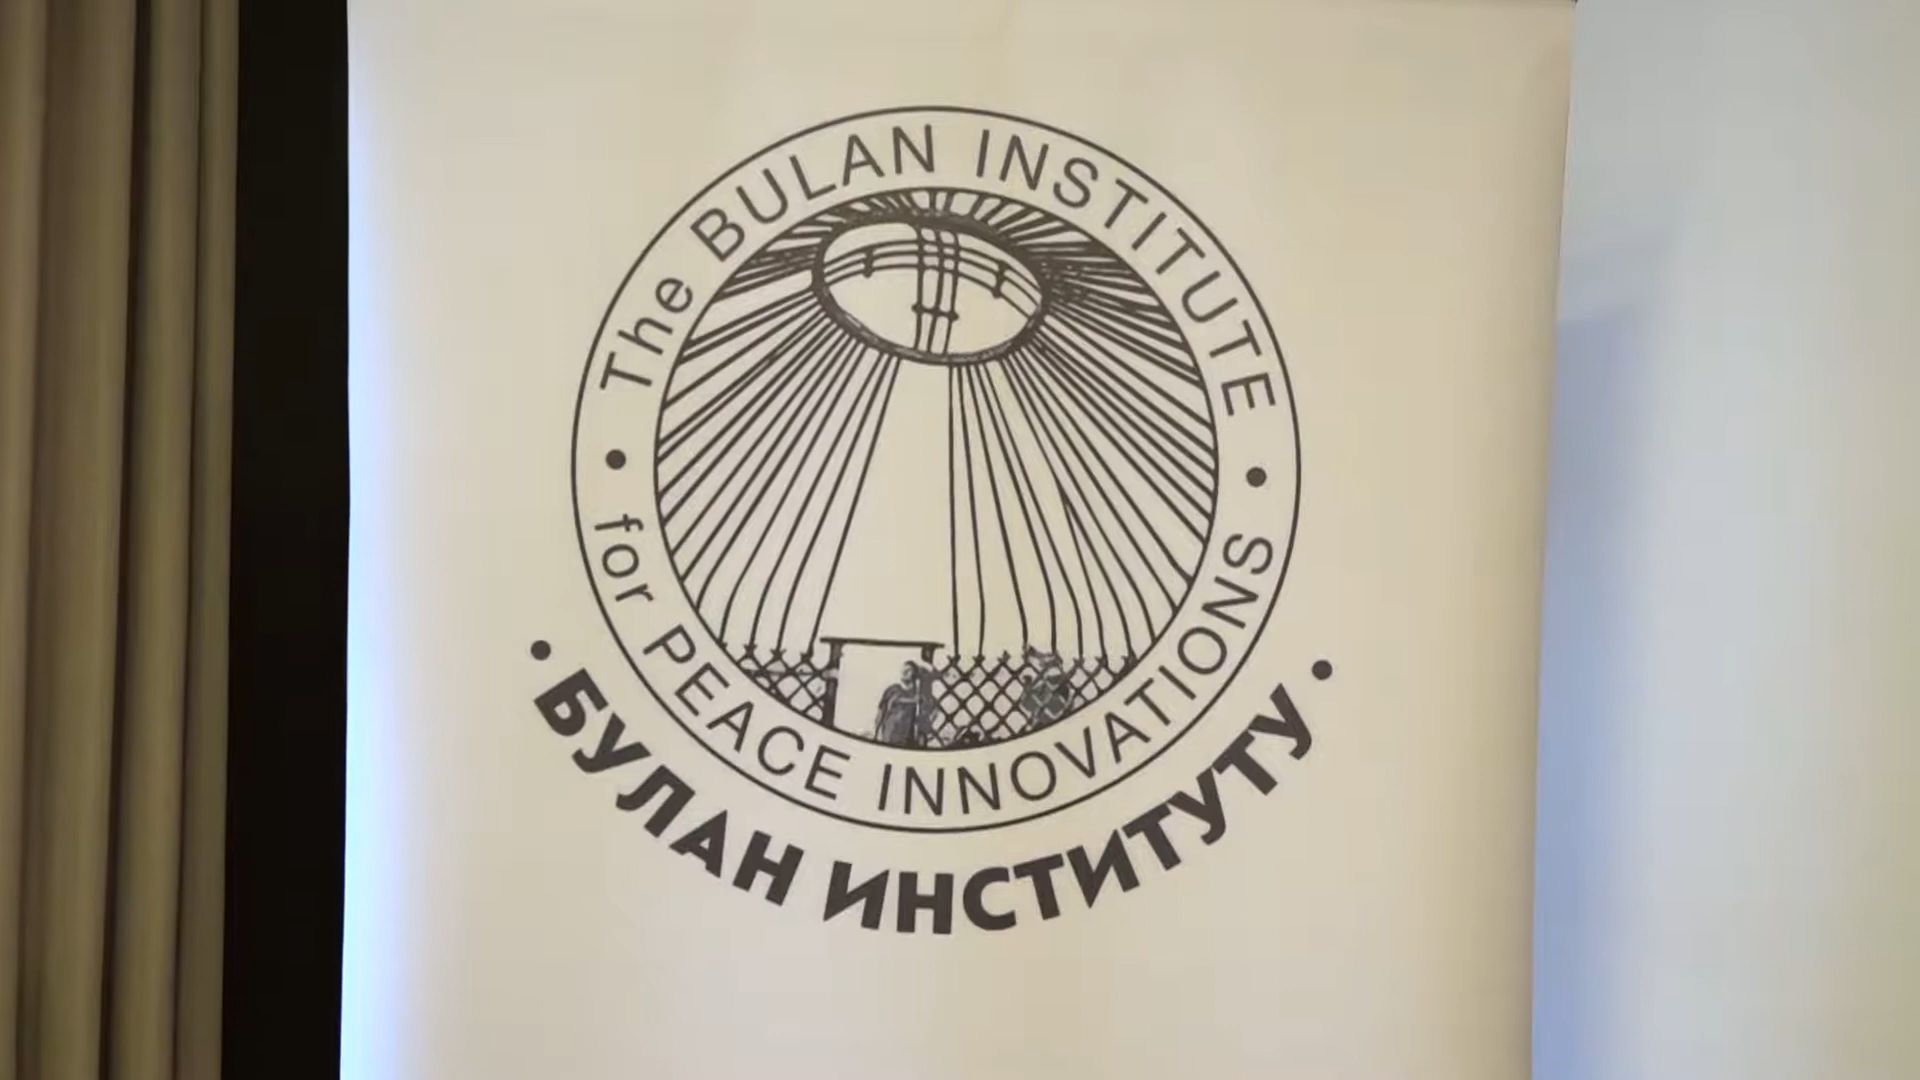 The BULAN INSTITUTE
for PEACE INNOVATIONS
БУЛАН ИНСТИТУТУ